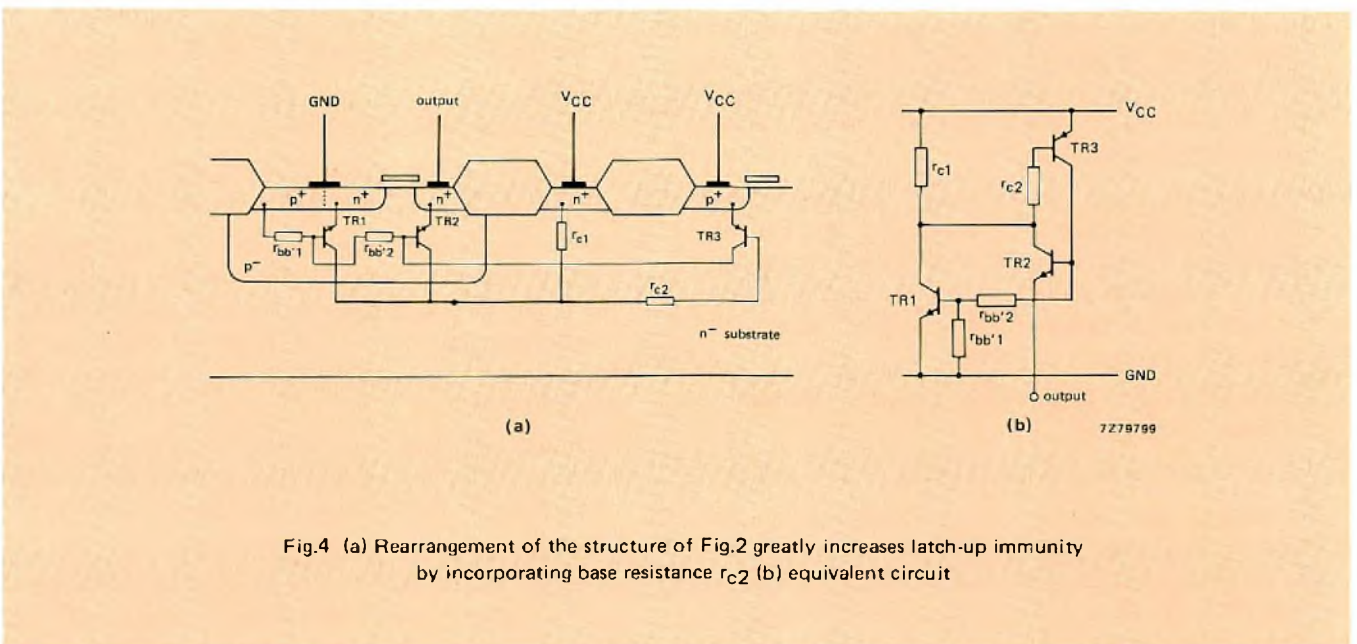 GND output VCC VCC
p+ n+ n+ n+ p+
TR1 TR2 TR3
rbb'1 rbb'2 rc1
p−
rc2
n− substrate
(a)
VCC
TR3
rc1
rc2
TR2
TR1
rbb'2
rbb'1
GND
output
(b) 7Z79799
Fig.4 (a) Rearrangement of the structure of Fig.2 greatly increases latch-up immunity
by incorporating base resistance rc2 (b) equivalent circuit